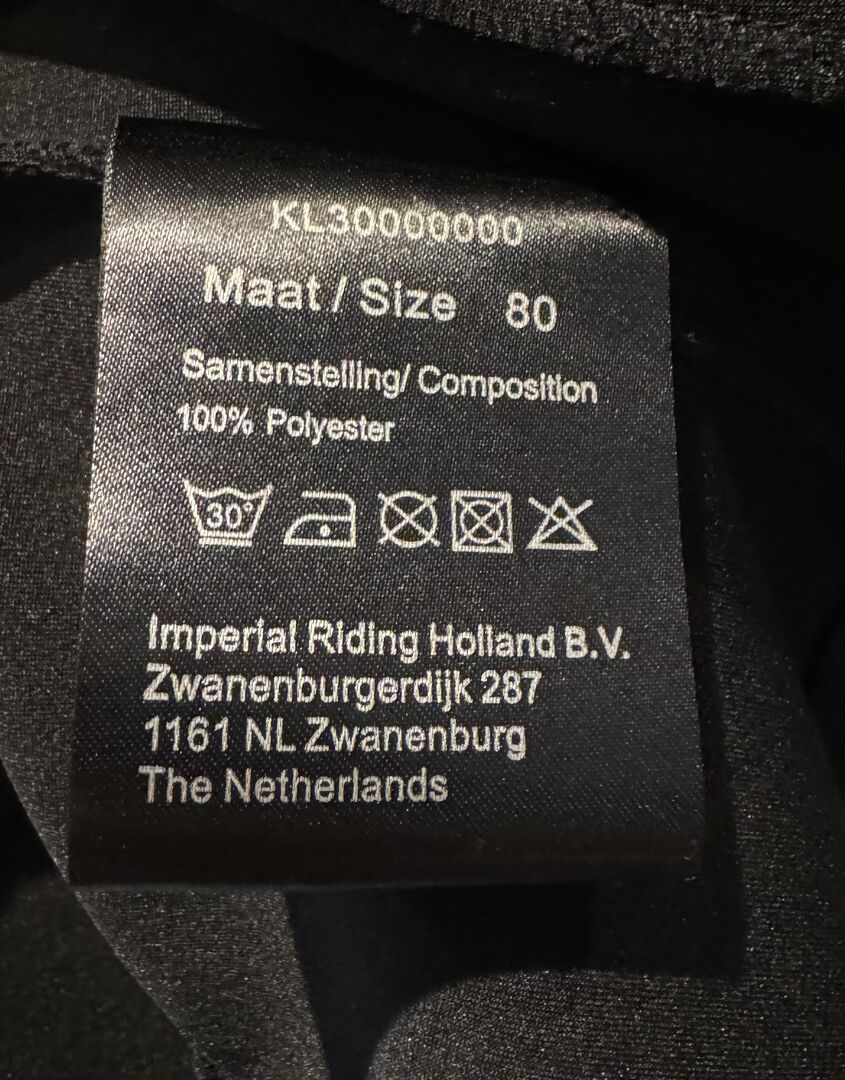 KL30000000
Maat / Size 80
Samenstelling/ Composition
100% Polyester
30°
Imperial Riding Holland B.V.
Zwanenburgerdijk 287
1161 NL Zwanenburg
The Netherlands